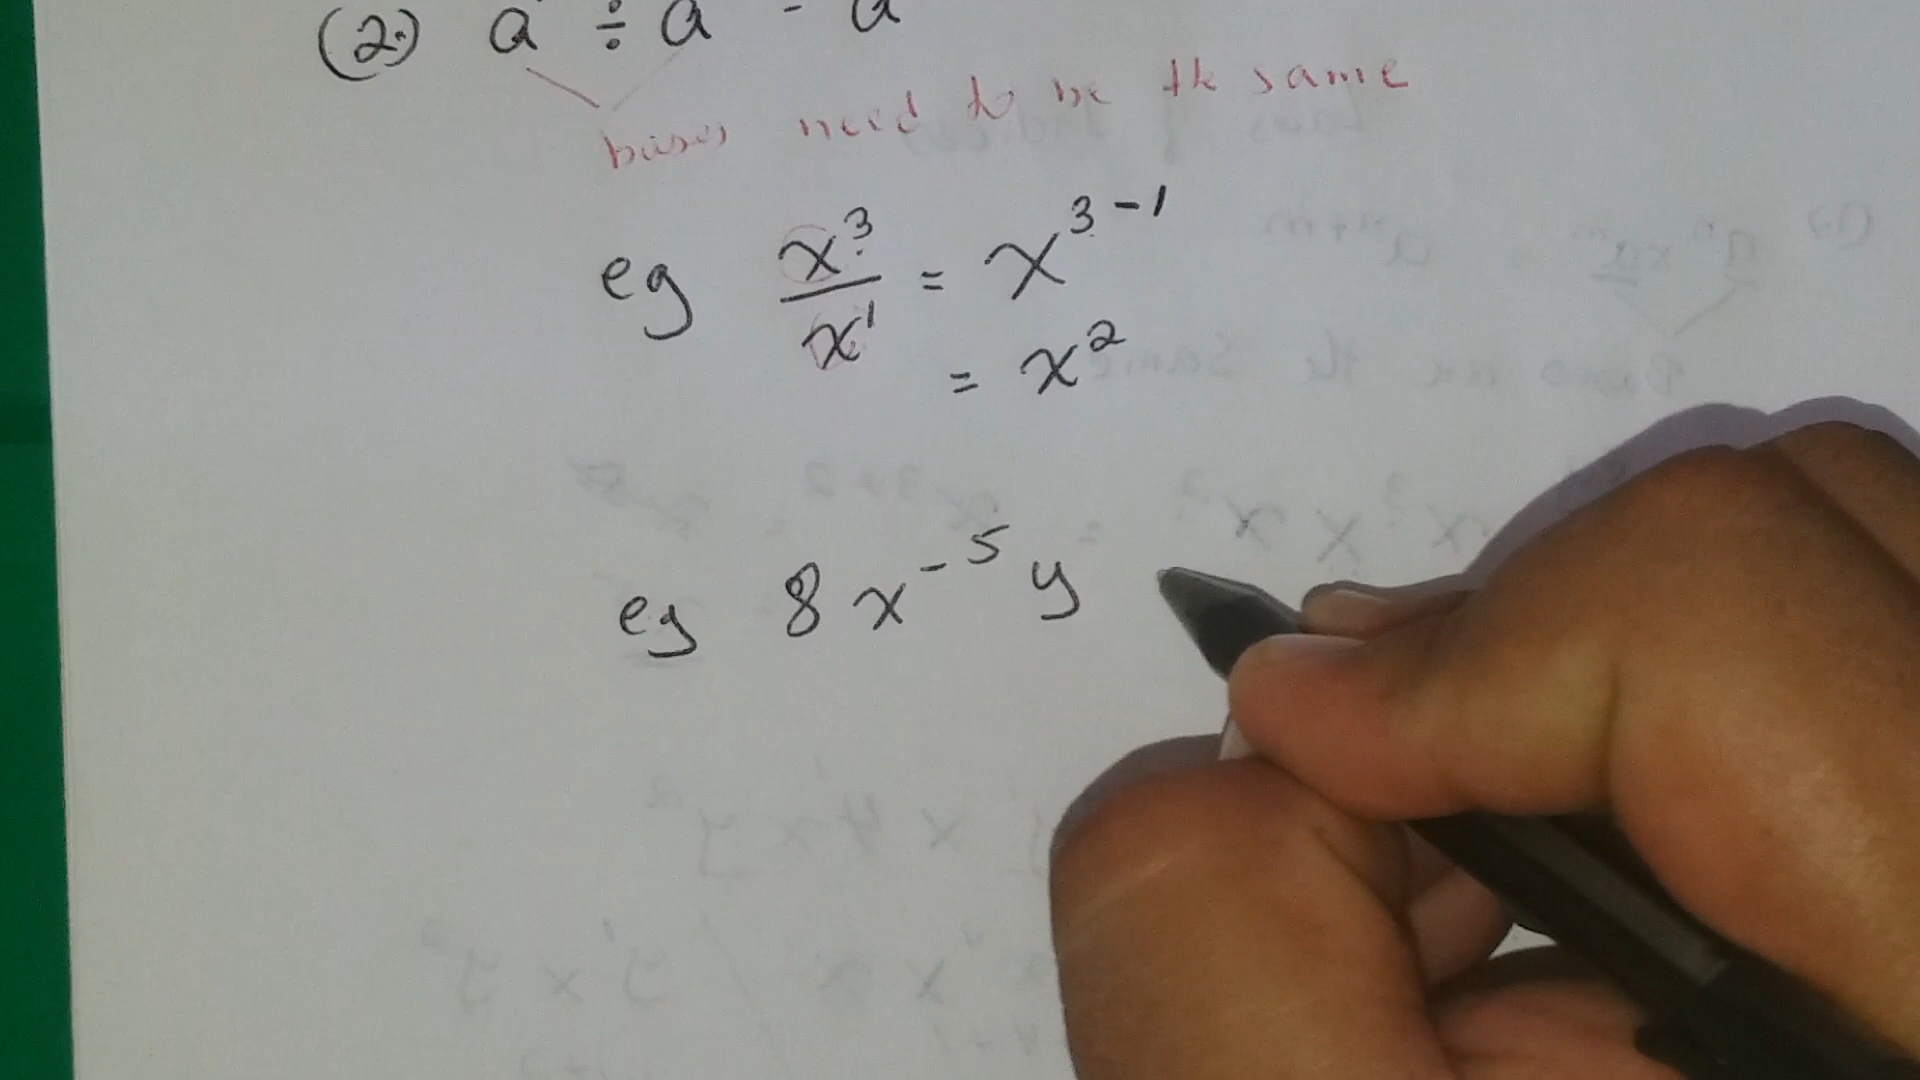 (2.) a ÷ a - a
bases need to be the same
eg x³/x¹ = x³⁻¹
= x²
eg 8x⁻⁵y